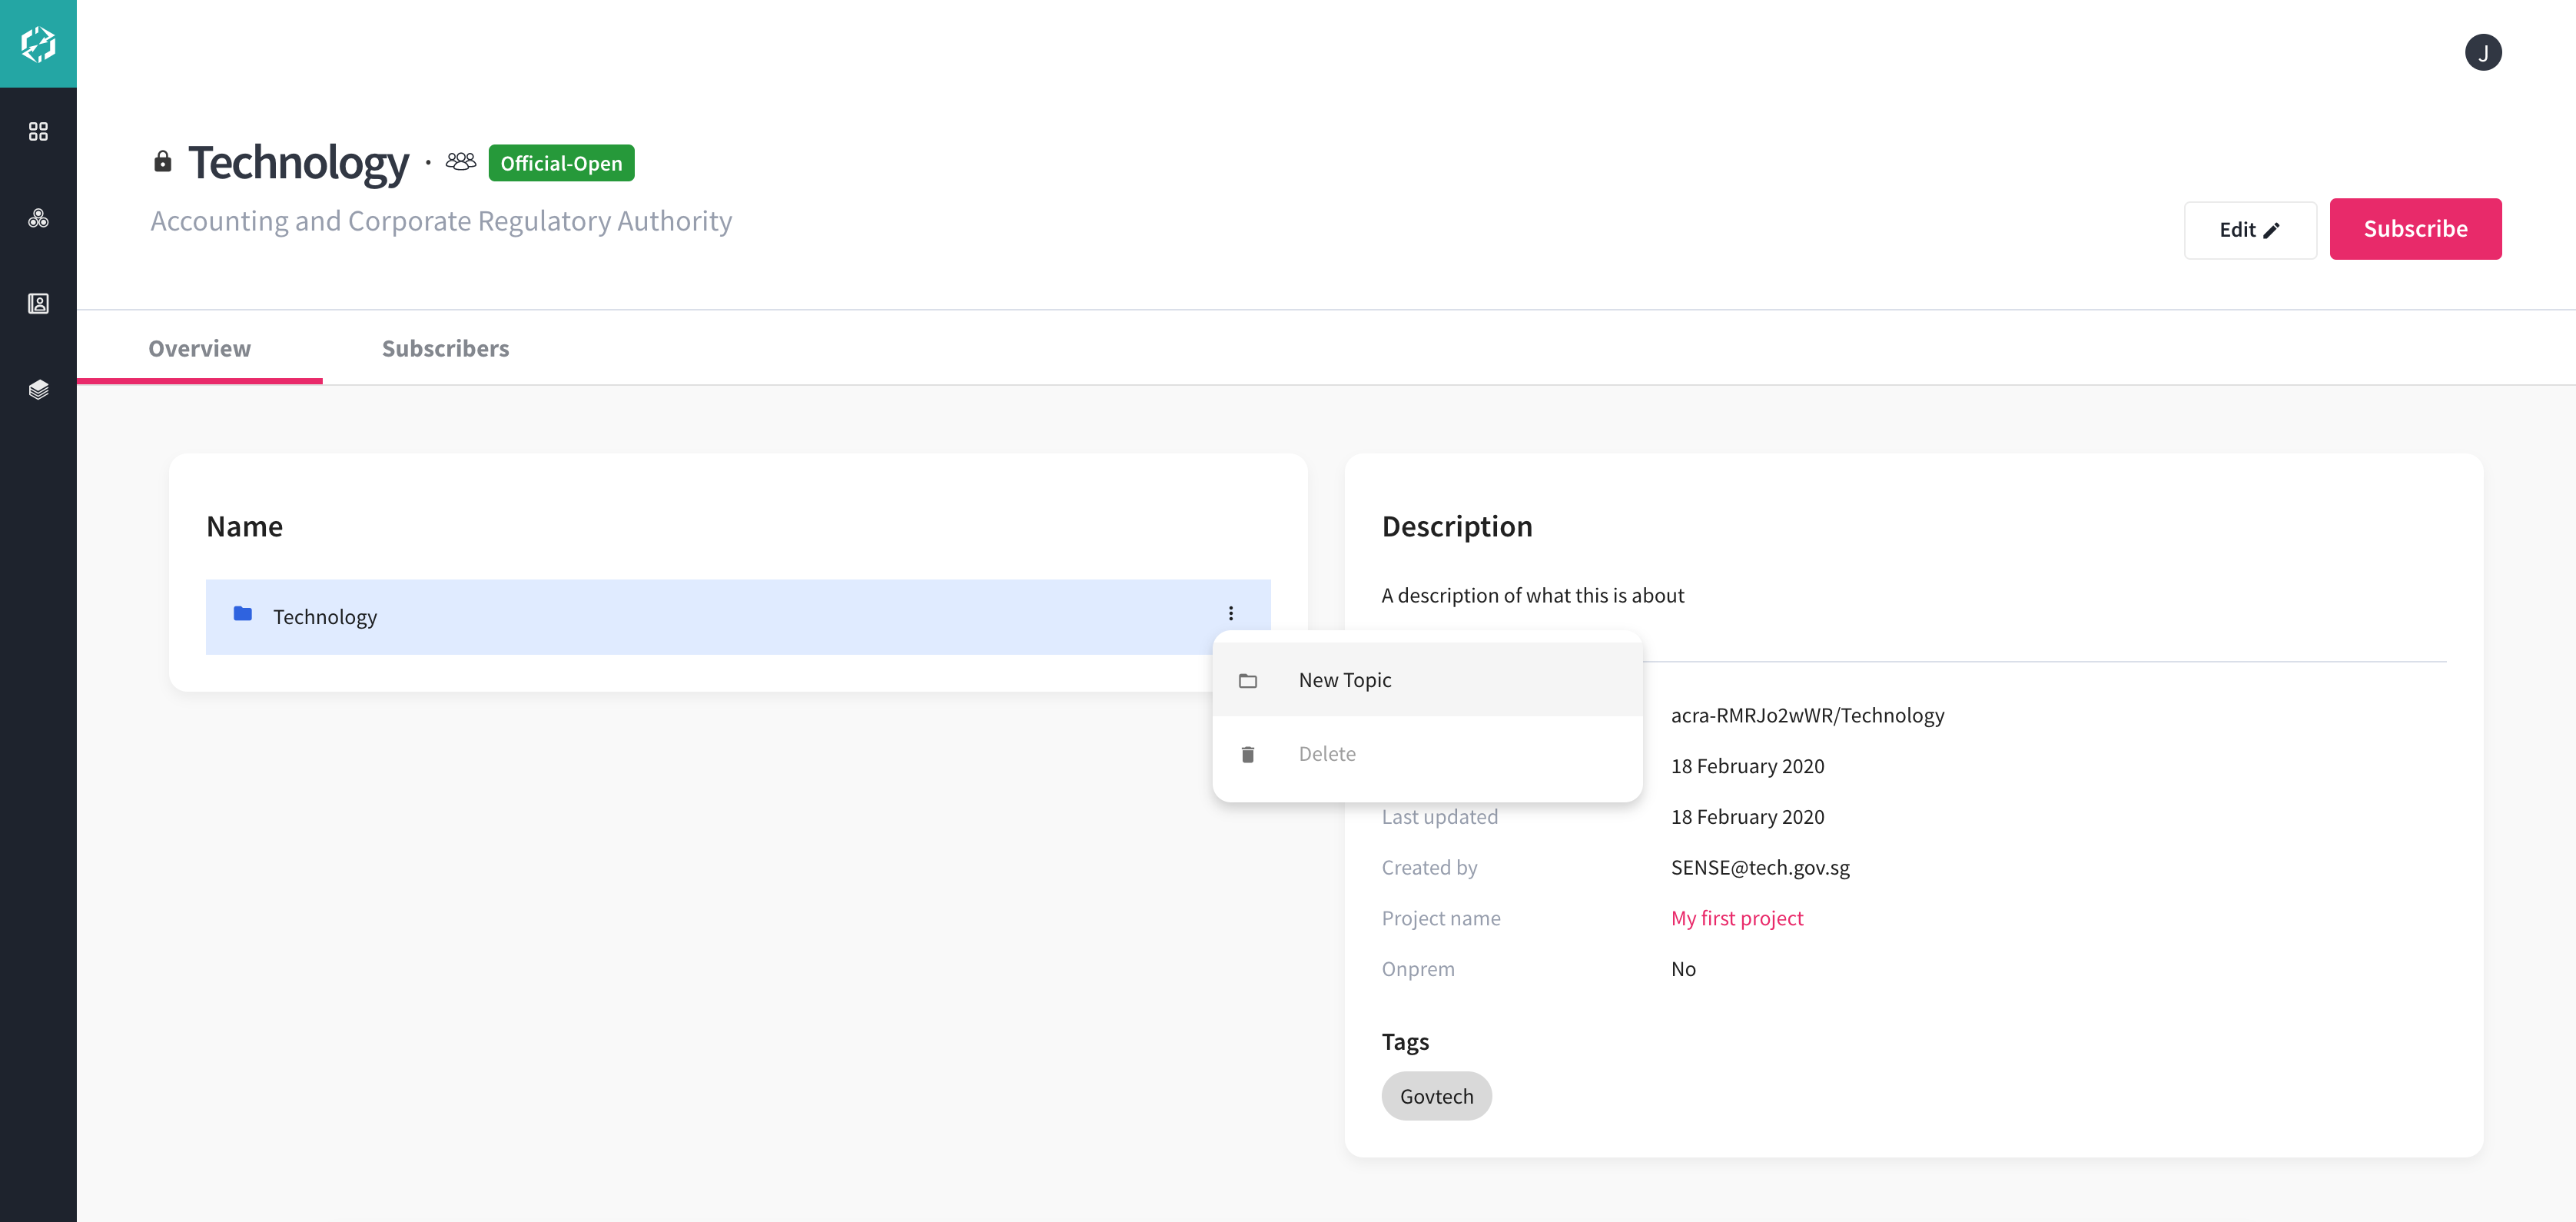 J
Technology · Official-Open
Accounting and Corporate Regulatory Authority
Edit
Subscribe
Overview
Subscribers
Name
Technology
New Topic
Delete
Description
A description of what this is about
acra-RMRJo2wWR/Technology
18 February 2020
Last updated 18 February 2020
Created by SENSE@tech.gov.sg
Project name My first project
Onprem No
Tags
Govtech